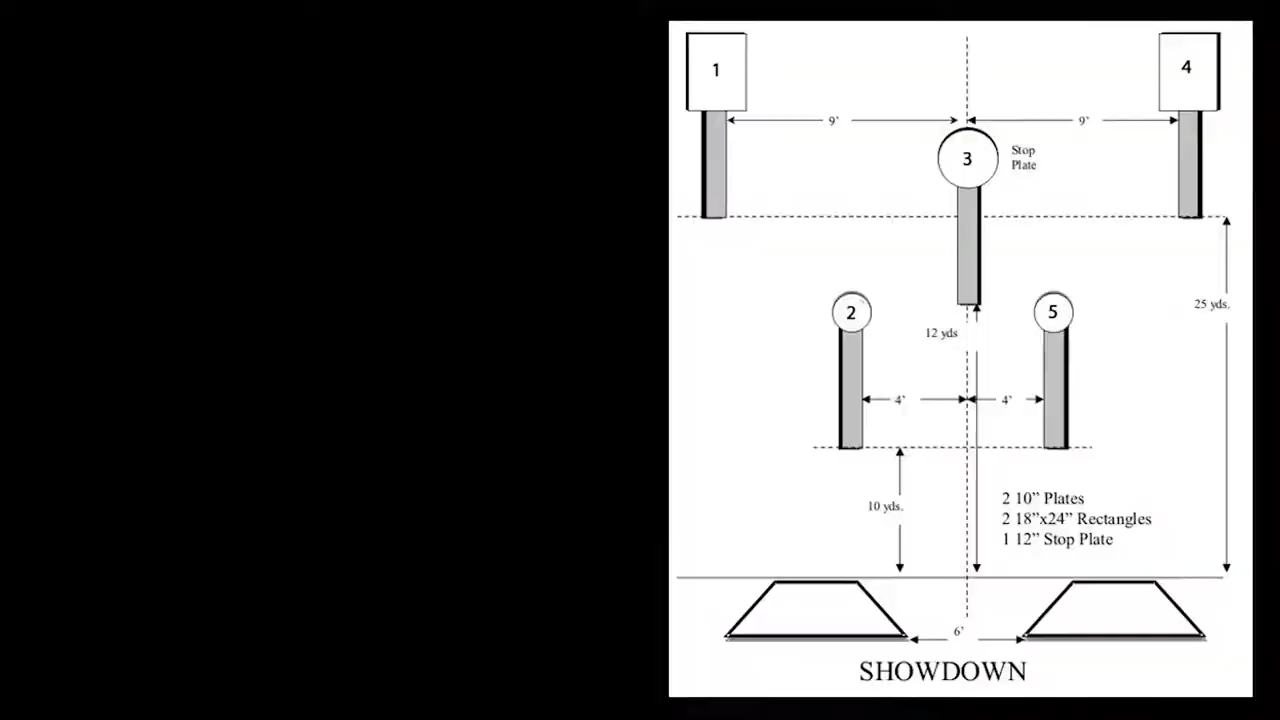 1
4
9’
9’
3
Stop
Plate
25 yds.
2
5
12 yds
4’
4’
10 yds.
2 10” Plates
2 18”x24” Rectangles
1 12” Stop Plate
6’
SHOWDOWN